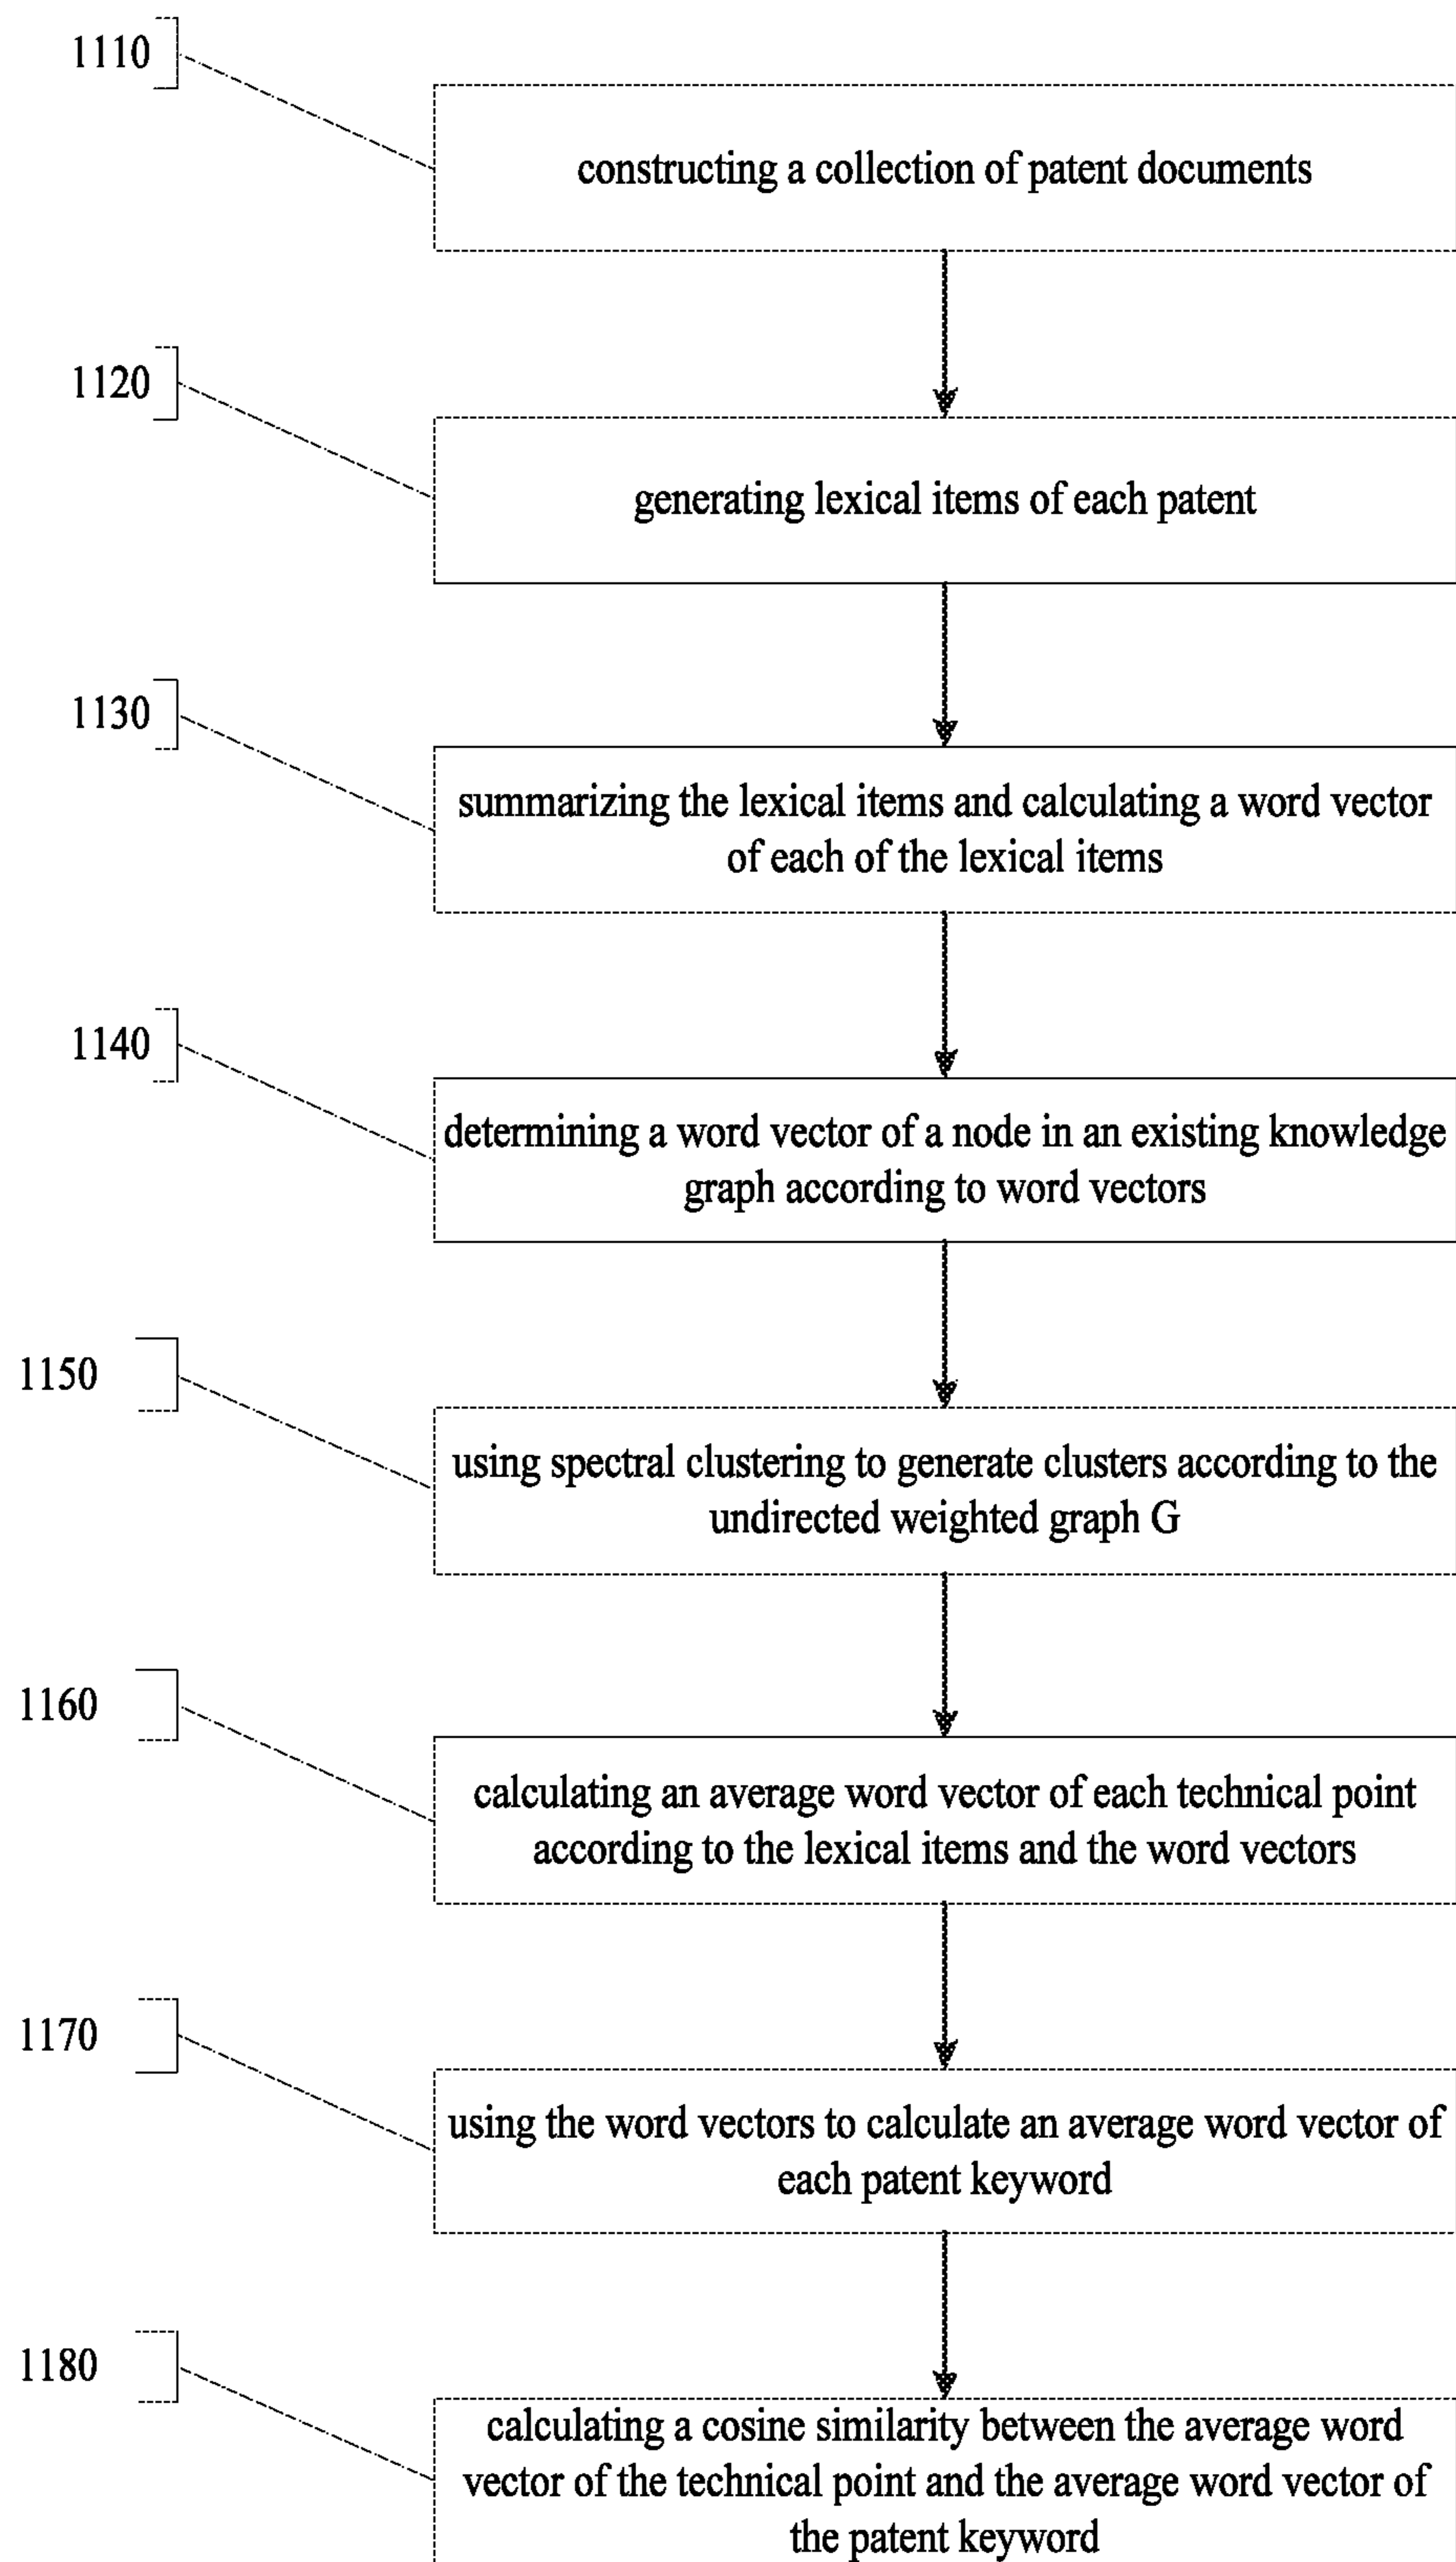 1110
constructing a collection of patent documents
1120
generating lexical items of each patent
1130
summarizing the lexical items and calculating a word vector
of each of the lexical items
1140
determining a word vector of a node in an existing knowledge
graph according to word vectors
1150
using spectral clustering to generate clusters according to the
undirected weighted graph G
1160
calculating an average word vector of each technical point
according to the lexical items and the word vectors
1170
using the word vectors to calculate an average word vector of
each patent keyword
1180
calculating a cosine similarity between the average word
vector of the technical point and the average word vector of
the patent keyword